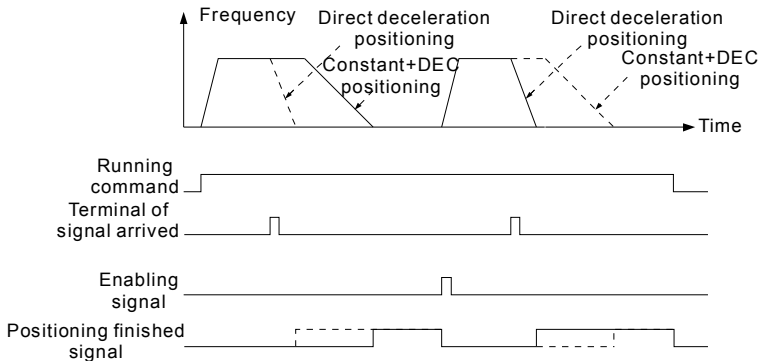 Frequency
Direct deceleration
positioning
Constant+DEC
positioning
Direct deceleration
positioning
Constant+DEC
positioning
Time
Running
command
Terminal of
signal arrived
Enabling
signal
Positioning finished
signal